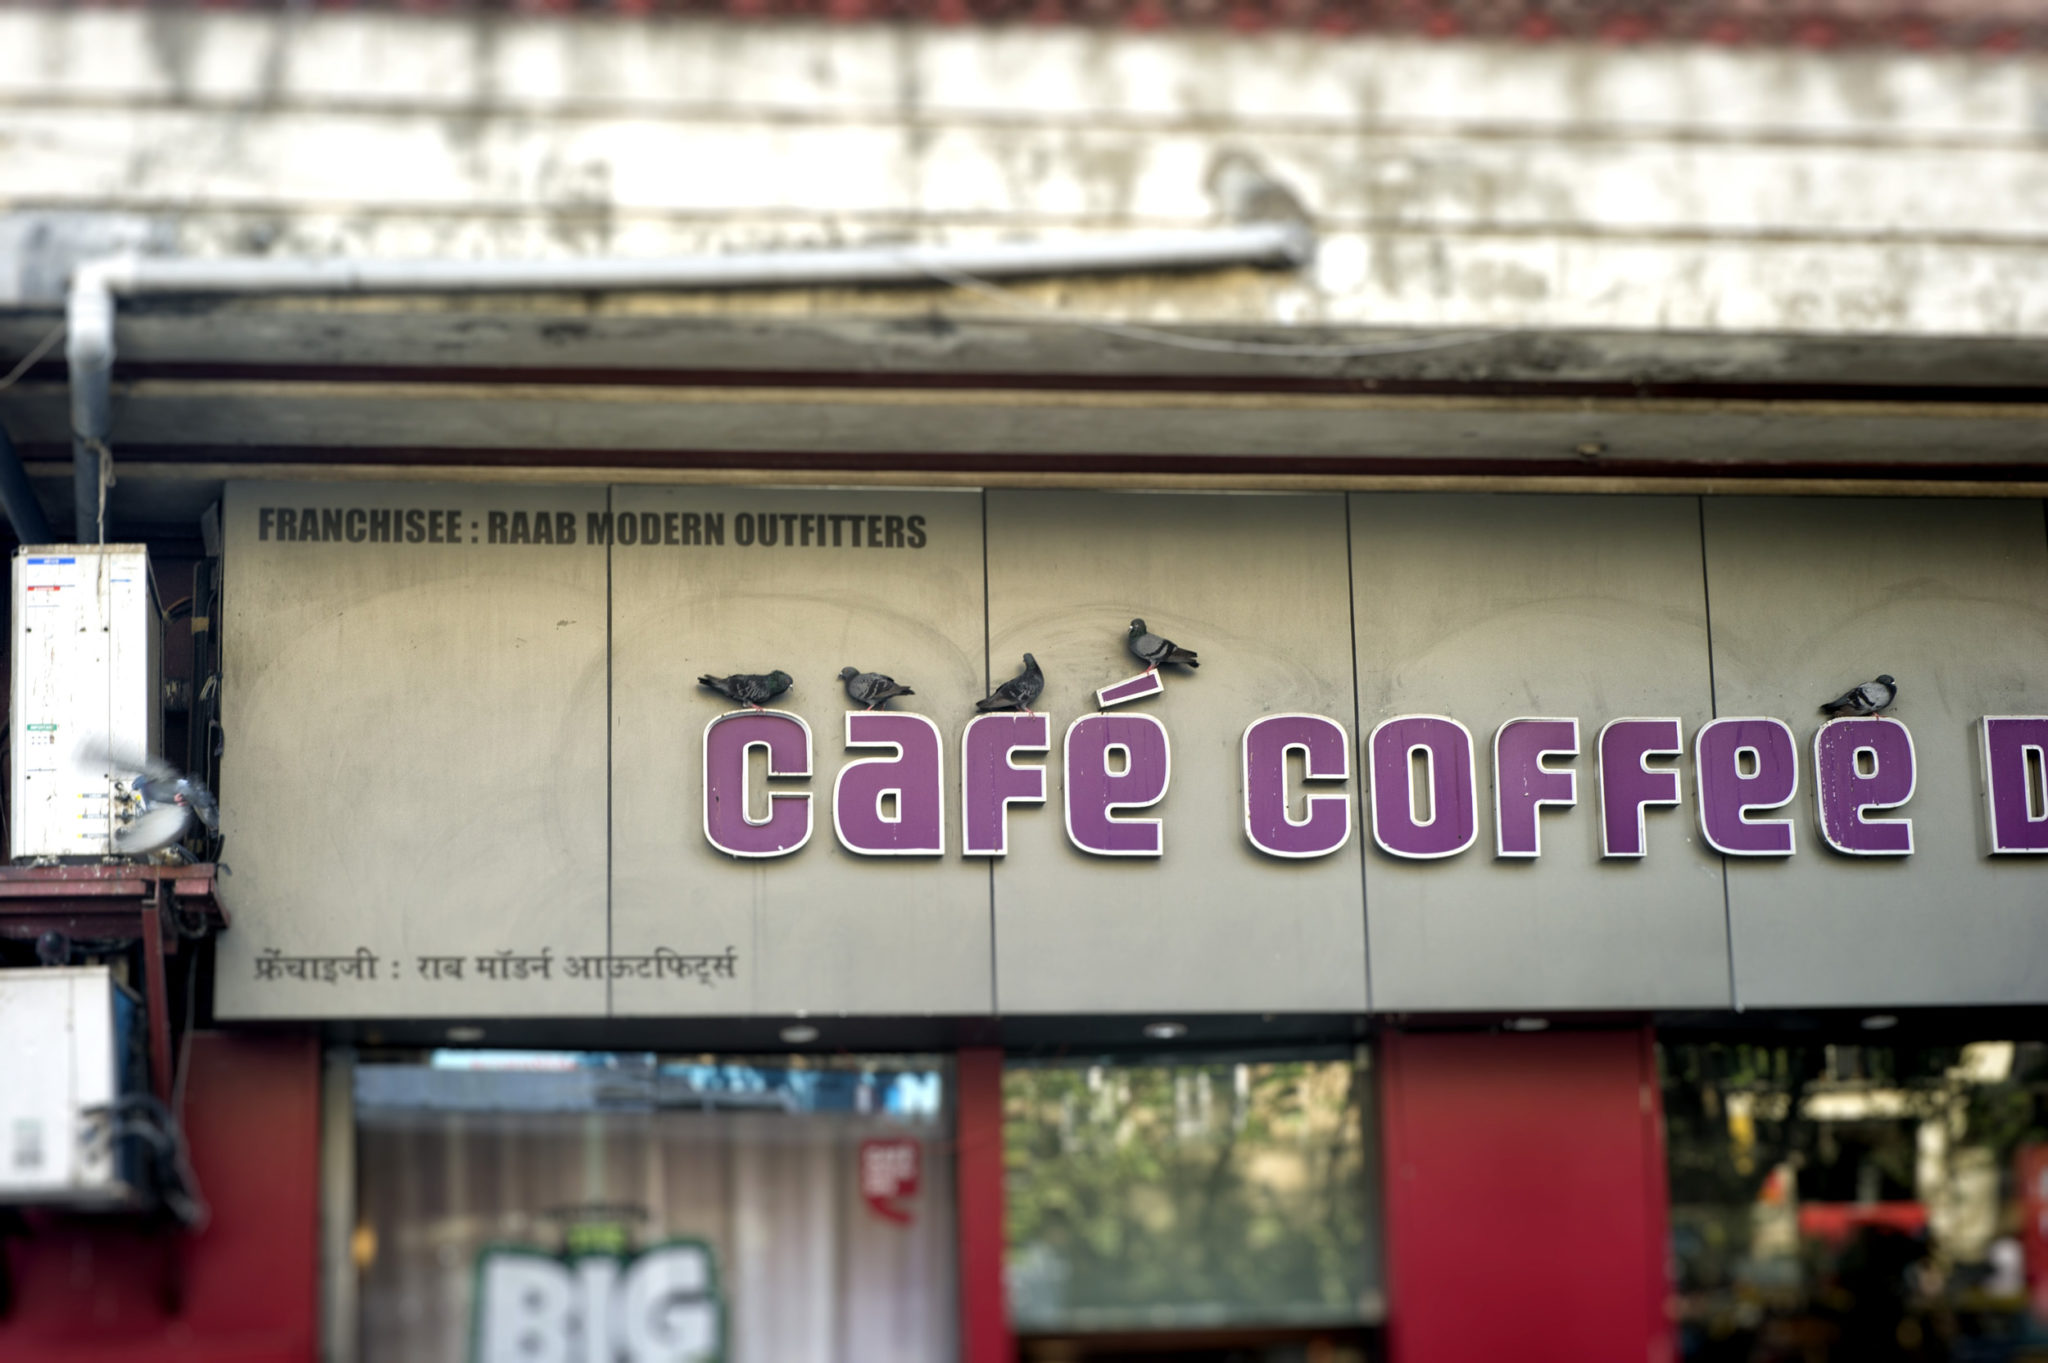 FRANCHISEE : RAAB MODERN OUTFITTERS
café coffee D
फ्रेंचाइजी : राब मॉडर्न आऊटफिट्र्स
BIG